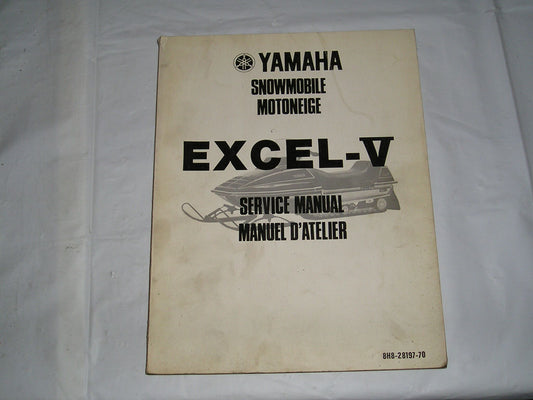 YAMAHA
SNOWMOBILE
MOTONEIGE
EXCEL-V
SERVICE MANUAL
MANUEL D'ATELIER
8H8-28197-70